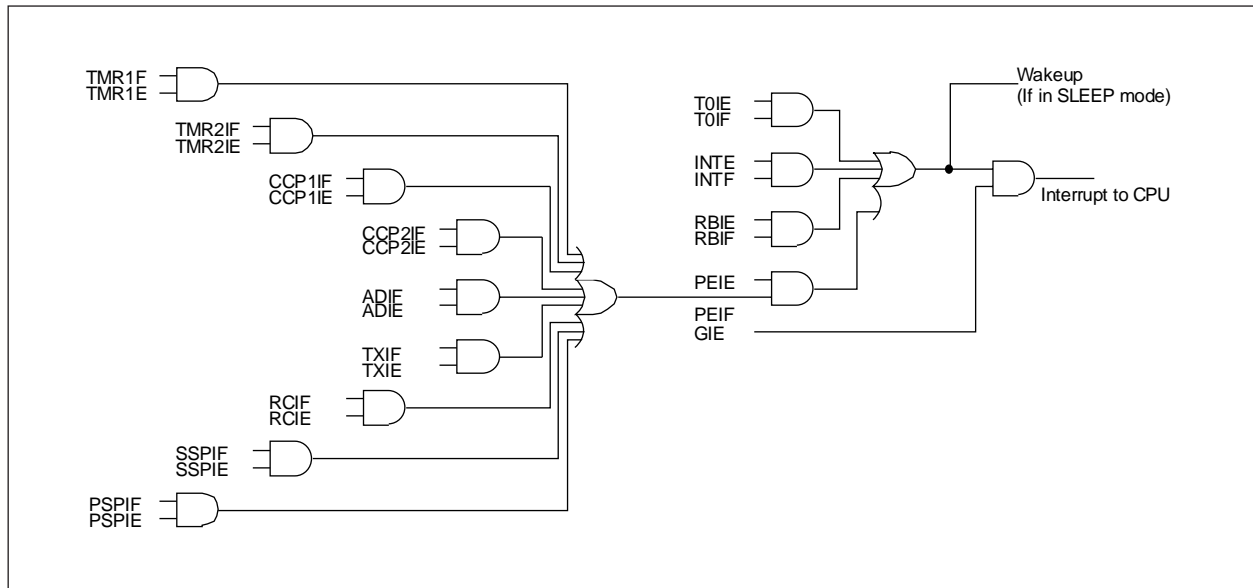 TMR1F
TMR1E
TMR2IF
TMR2IE
CCP1IF
CCP1IE
CCP2IF
CCP2IE
ADIF
ADIE
TXIF
TXIE
RCIF
RCIE
SSPIF
SSPIE
PSPIF
PSPIE
T0IE
T0IF
INTE
INTF
RBIE
RBIF
PEIE
PEIF
GIE
Wakeup
(If in SLEEP mode)
Interrupt to CPU